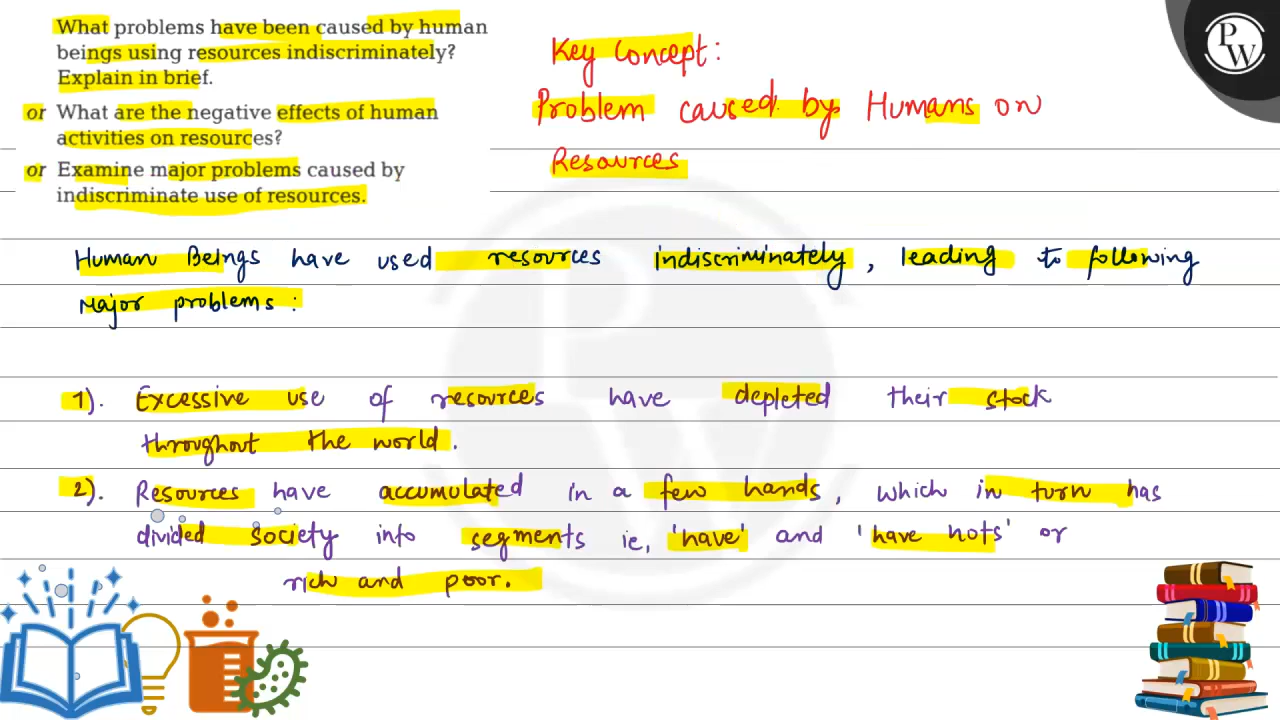 What problems have been caused by human
beings using resources indiscriminately?
Explain in brief.
or What are the negative effects of human
activities on resources?
or Examine major problems caused by
indiscriminate use of resources.
Key Concept:
Problem caused by Humans on
Resources
PW
Human Beings have used resources indiscriminately, leading to following
Major problems:
1). Excessive use of resources have depleted their stock
throughout the world.
2). Resources have accumulated in a few hands, which in turn has
divided society into segments ie, 'have' and 'have nots' or
rich and poor.